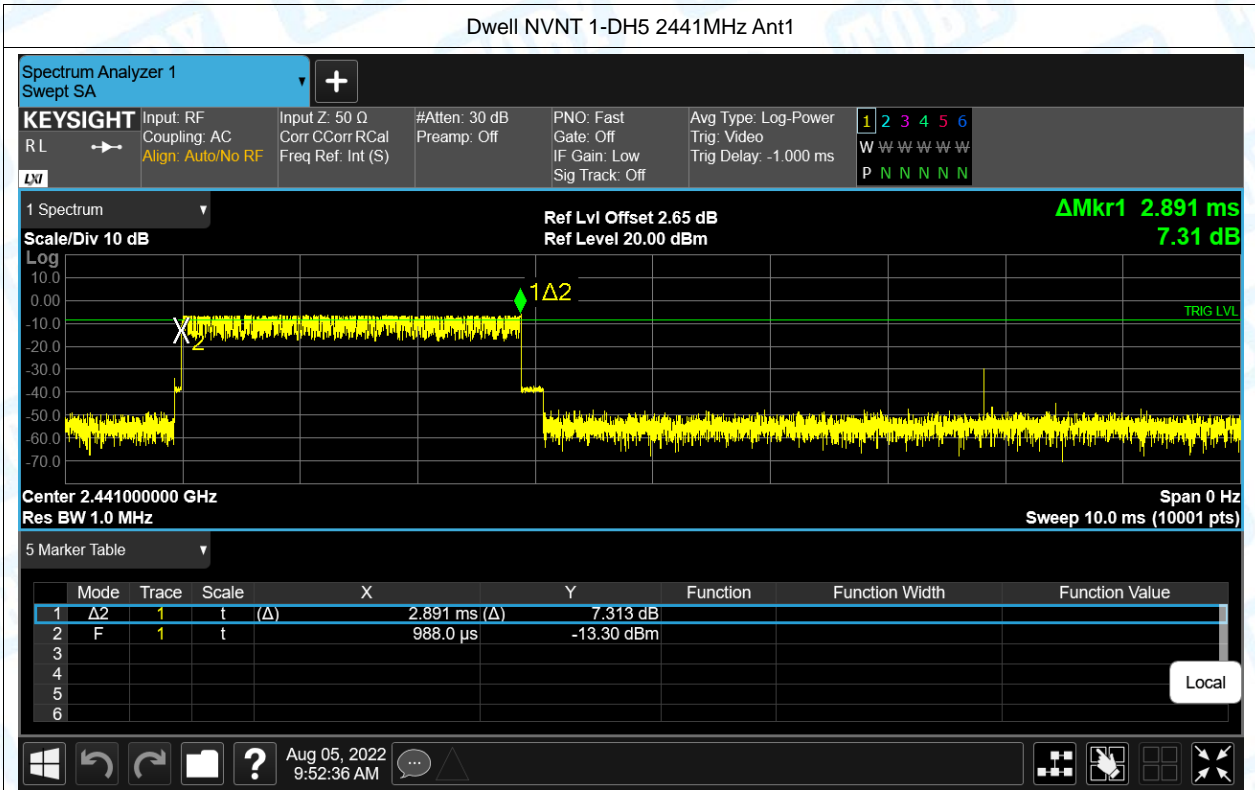 Dwell NVNT 1-DH5 2441MHz Ant1
Spectrum Analyzer 1
Swept SA
KEYSIGHT Input: RF Input Z: 50 Ω #Atten: 30 dB PNO: Fast Avg Type: Log-Power 1 2 3 4 5 6
RL Coupling: AC Corr CCorr RCal Preamp: Off Gate: Off Trig: Video W W W W W W
Align: Auto/No RF Freq Ref: Int (S) IF Gain: Low Trig Delay: -1.000 ms
LXI Sig Track: Off P N N N N N
1 Spectrum Ref Lvl Offset 2.65 dB ΔMkr1 2.891 ms
Scale/Div 10 dB Ref Level 20.00 dBm 7.31 dB
Log
10.0
0.00 1Δ2
TRIG LVL
-10.0
2
-20.0
-30.0
-40.0
-50.0
-60.0
-70.0
Center 2.441000000 GHz Span 0 Hz
Res BW 1.0 MHz Sweep 10.0 ms (10001 pts)
5 Marker Table
Mode Trace Scale X Y Function Function Width Function Value
1 Δ2 1 t (Δ) 2.891 ms (Δ) 7.313 dB
2 F 1 t 988.0 µs -13.30 dBm
3
4
5
6
Local
? Aug 05, 2022
9:52:36 AM